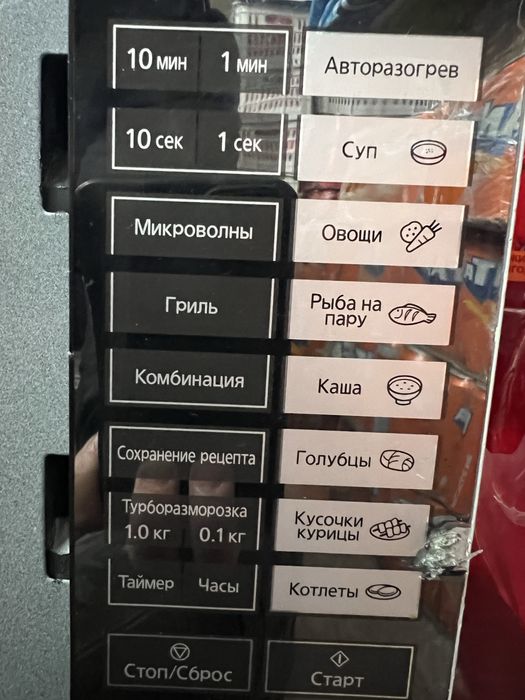 10 мин 1 мин Авторазогрев
10 сек 1 сек Суп
Микроволны Овощи
Гриль Рыба на
пару
Комбинация Каша
Сохранение рецепта Голубцы
Турборазморозка
1.0 кг 0.1 кг
Кусочки
курицы
Таймер Часы Котлеты
Стоп/Сброс Старт